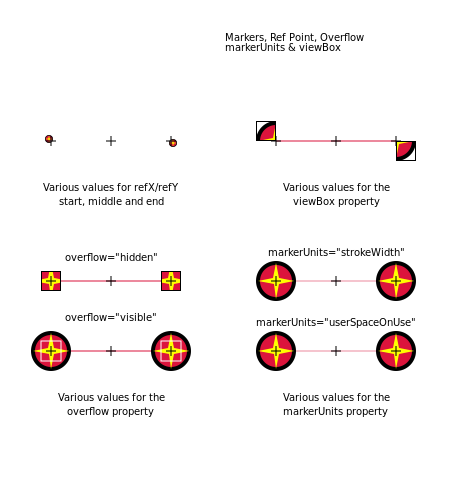 Markers, Ref Point, Overflow
markerUnits & viewBox
Various values for refX/refY
start, middle and end
Various values for the
viewBox property
overflow="hidden"
markerUnits="strokeWidth"
overflow="visible"
markerUnits="userSpaceOnUse"
Various values for the
overflow property
Various values for the
markerUnits property